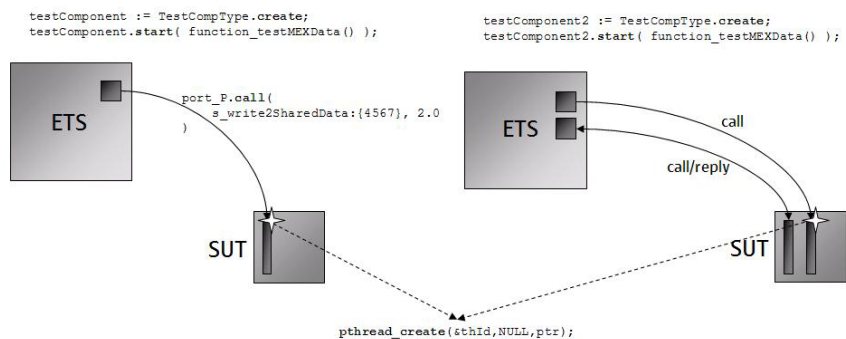 testComponent := TestCompType.create;
testComponent.start( function_testMEXData() );
testComponent2 := TestCompType.create;
testComponent2.start( function_testMEXData() );
ETS
port_P.call(
s_write2SharedData:{4567}, 2.0
)
ETS
call
call/reply
SUT
SUT
pthread_create(&thId,NULL,ptr);